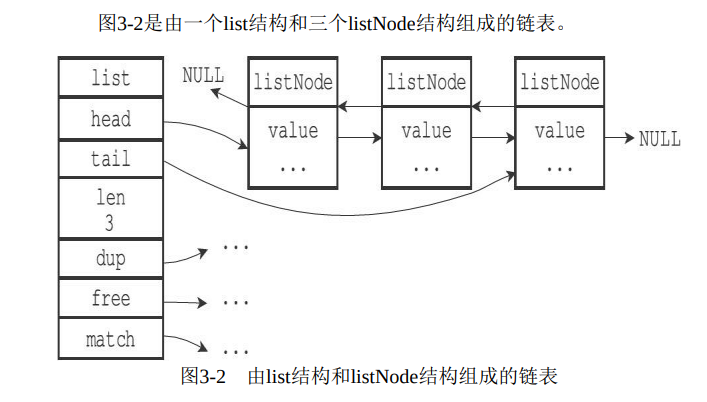 图3-2是由一个list结构和三个listNode结构组成的链表。
list
head
tail
len
3
dup
free
match
NULL
listNode
value
...
listNode
value
...
listNode
value
...
NULL
...
...
...
图3-2 由list结构和listNode结构组成的链表